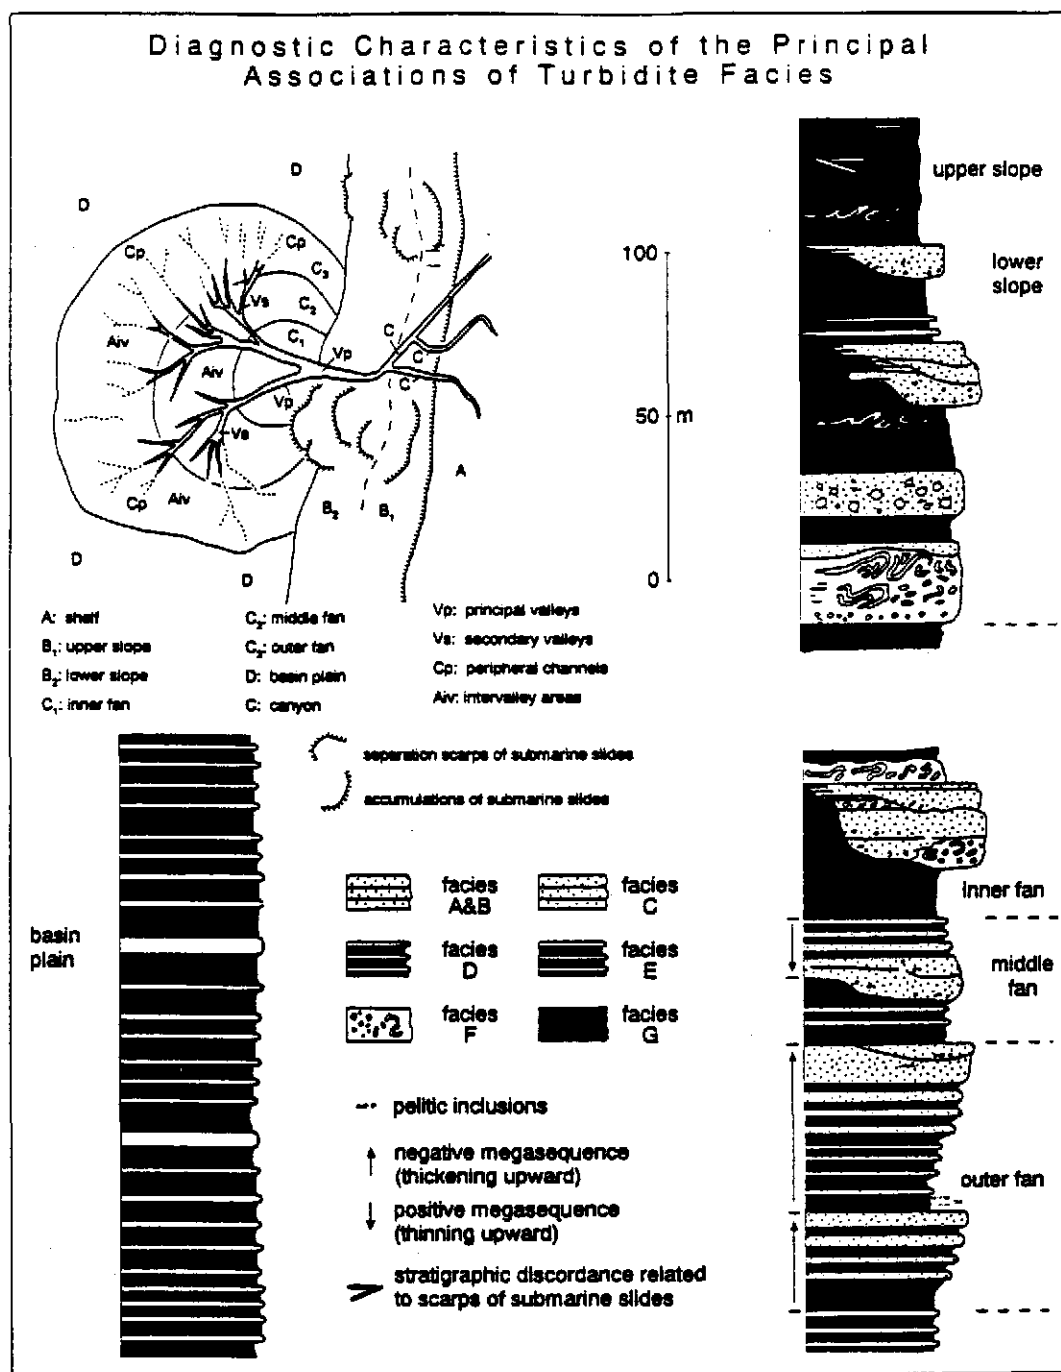 Diagnostic Characteristics of the Principal
Associations of Turbidite Facies
D
D
Cp
Cp
C₃
Vs
C₂
C₁
Aiv
Aiv
Vp
C
C
C
Vp
Vs
A
Cp
Aiv
B₂
B₁
D
D
100
50 m
0
upper slope
lower
slope
A: shelf
B₁: upper slope
B₂: lower slope
C₁: inner fan
C₂: middle fan
C₂: outer fan
D: basin plain
C: canyon
Vp: principal valleys
Vs: secondary valleys
Cp: peripheral channels
Aiv: intervalley areas
separation scarps of submarine slides
accumulations of submarine slides
basin
plain
facies
A&B
facies
C
facies
D
facies
E
facies
F
facies
G
pelitic inclusions
negative megasequence
(thickening upward)
positive megasequence
(thinning upward)
stratigraphic discordance related
to scarps of submarine slides
inner fan
middle
fan
outer fan